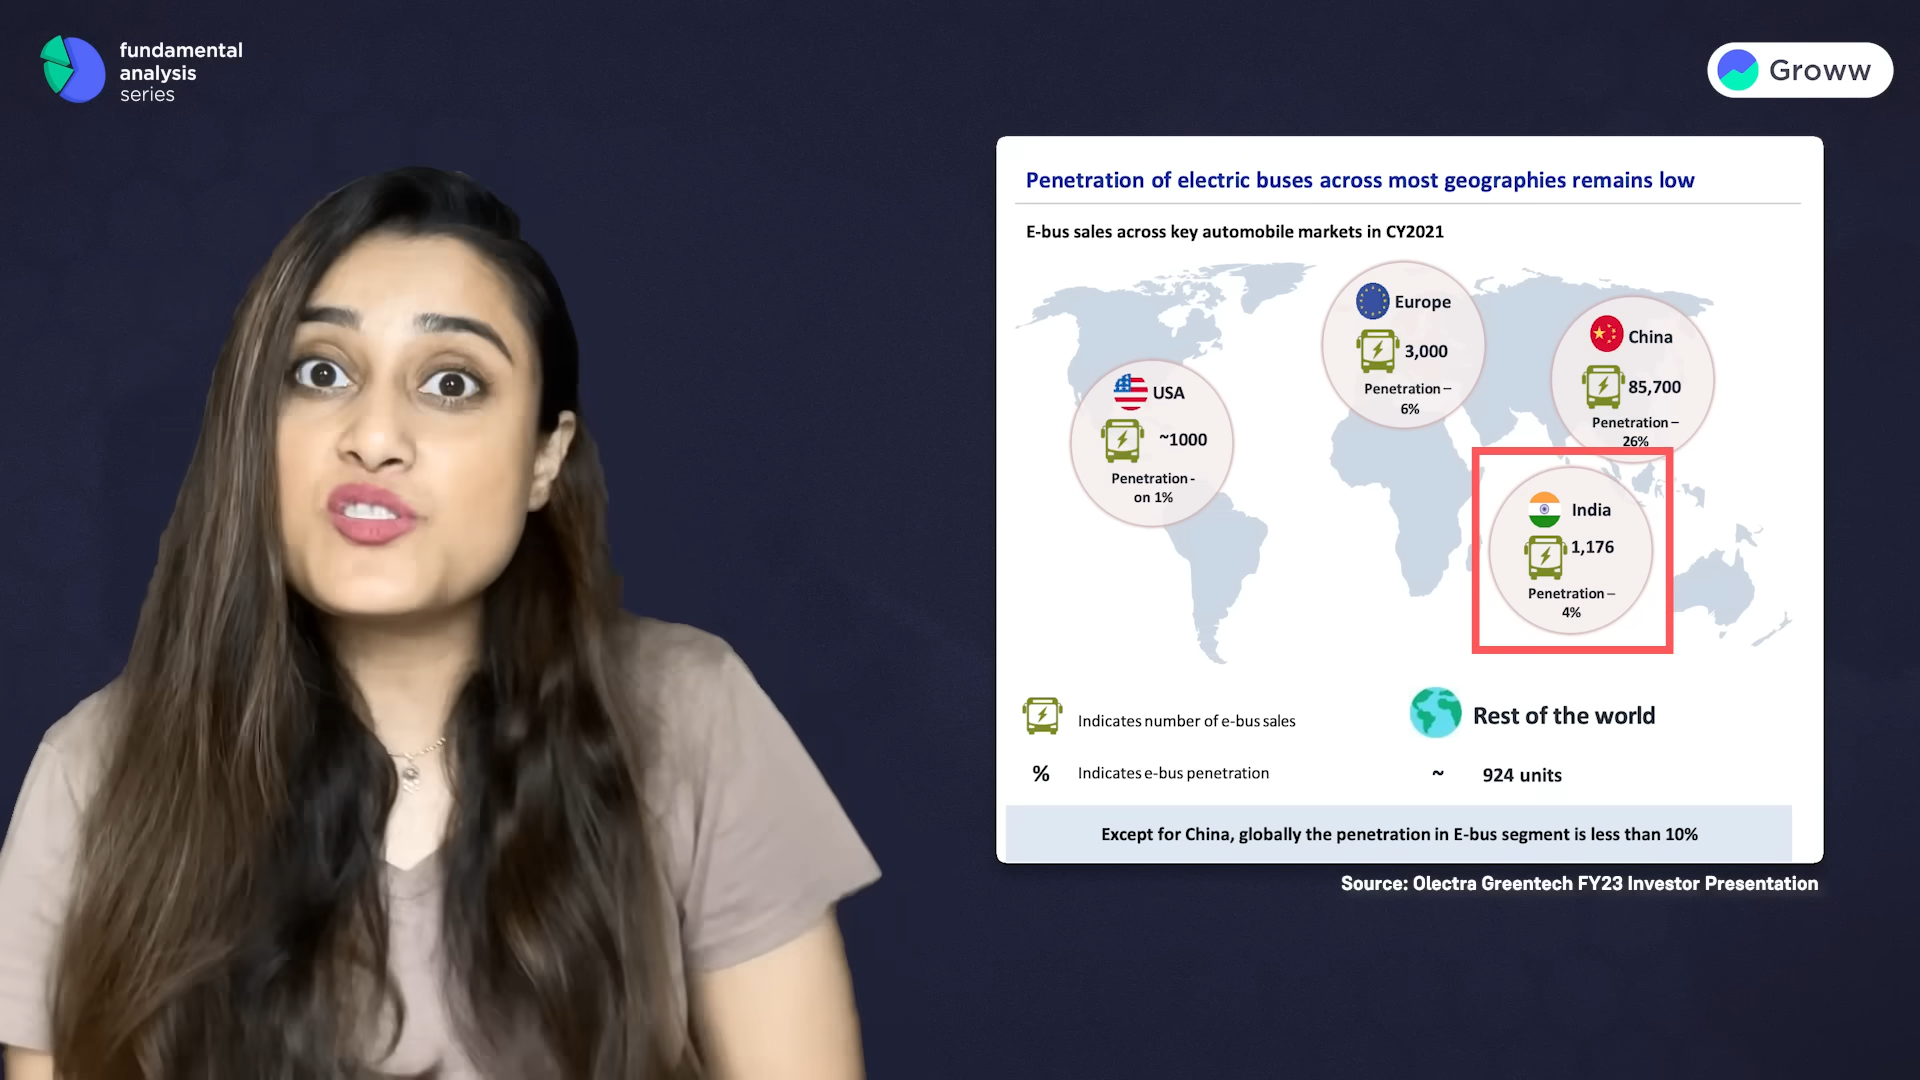 fundamental
analysis
series
Groww
Penetration of electric buses across most geographies remains low
E-bus sales across key automobile markets in CY2021
Europe
3,000
Penetration –
6%
China
85,700
Penetration –
26%
USA
~1000
Penetration -
on 1%
India
1,176
Penetration –
4%
Indicates number of e-bus sales
% Indicates e-bus penetration
Rest of the world
~ 924 units
Except for China, globally the penetration in E-bus segment is less than 10%
Source: Olectra Greentech FY23 Investor Presentation